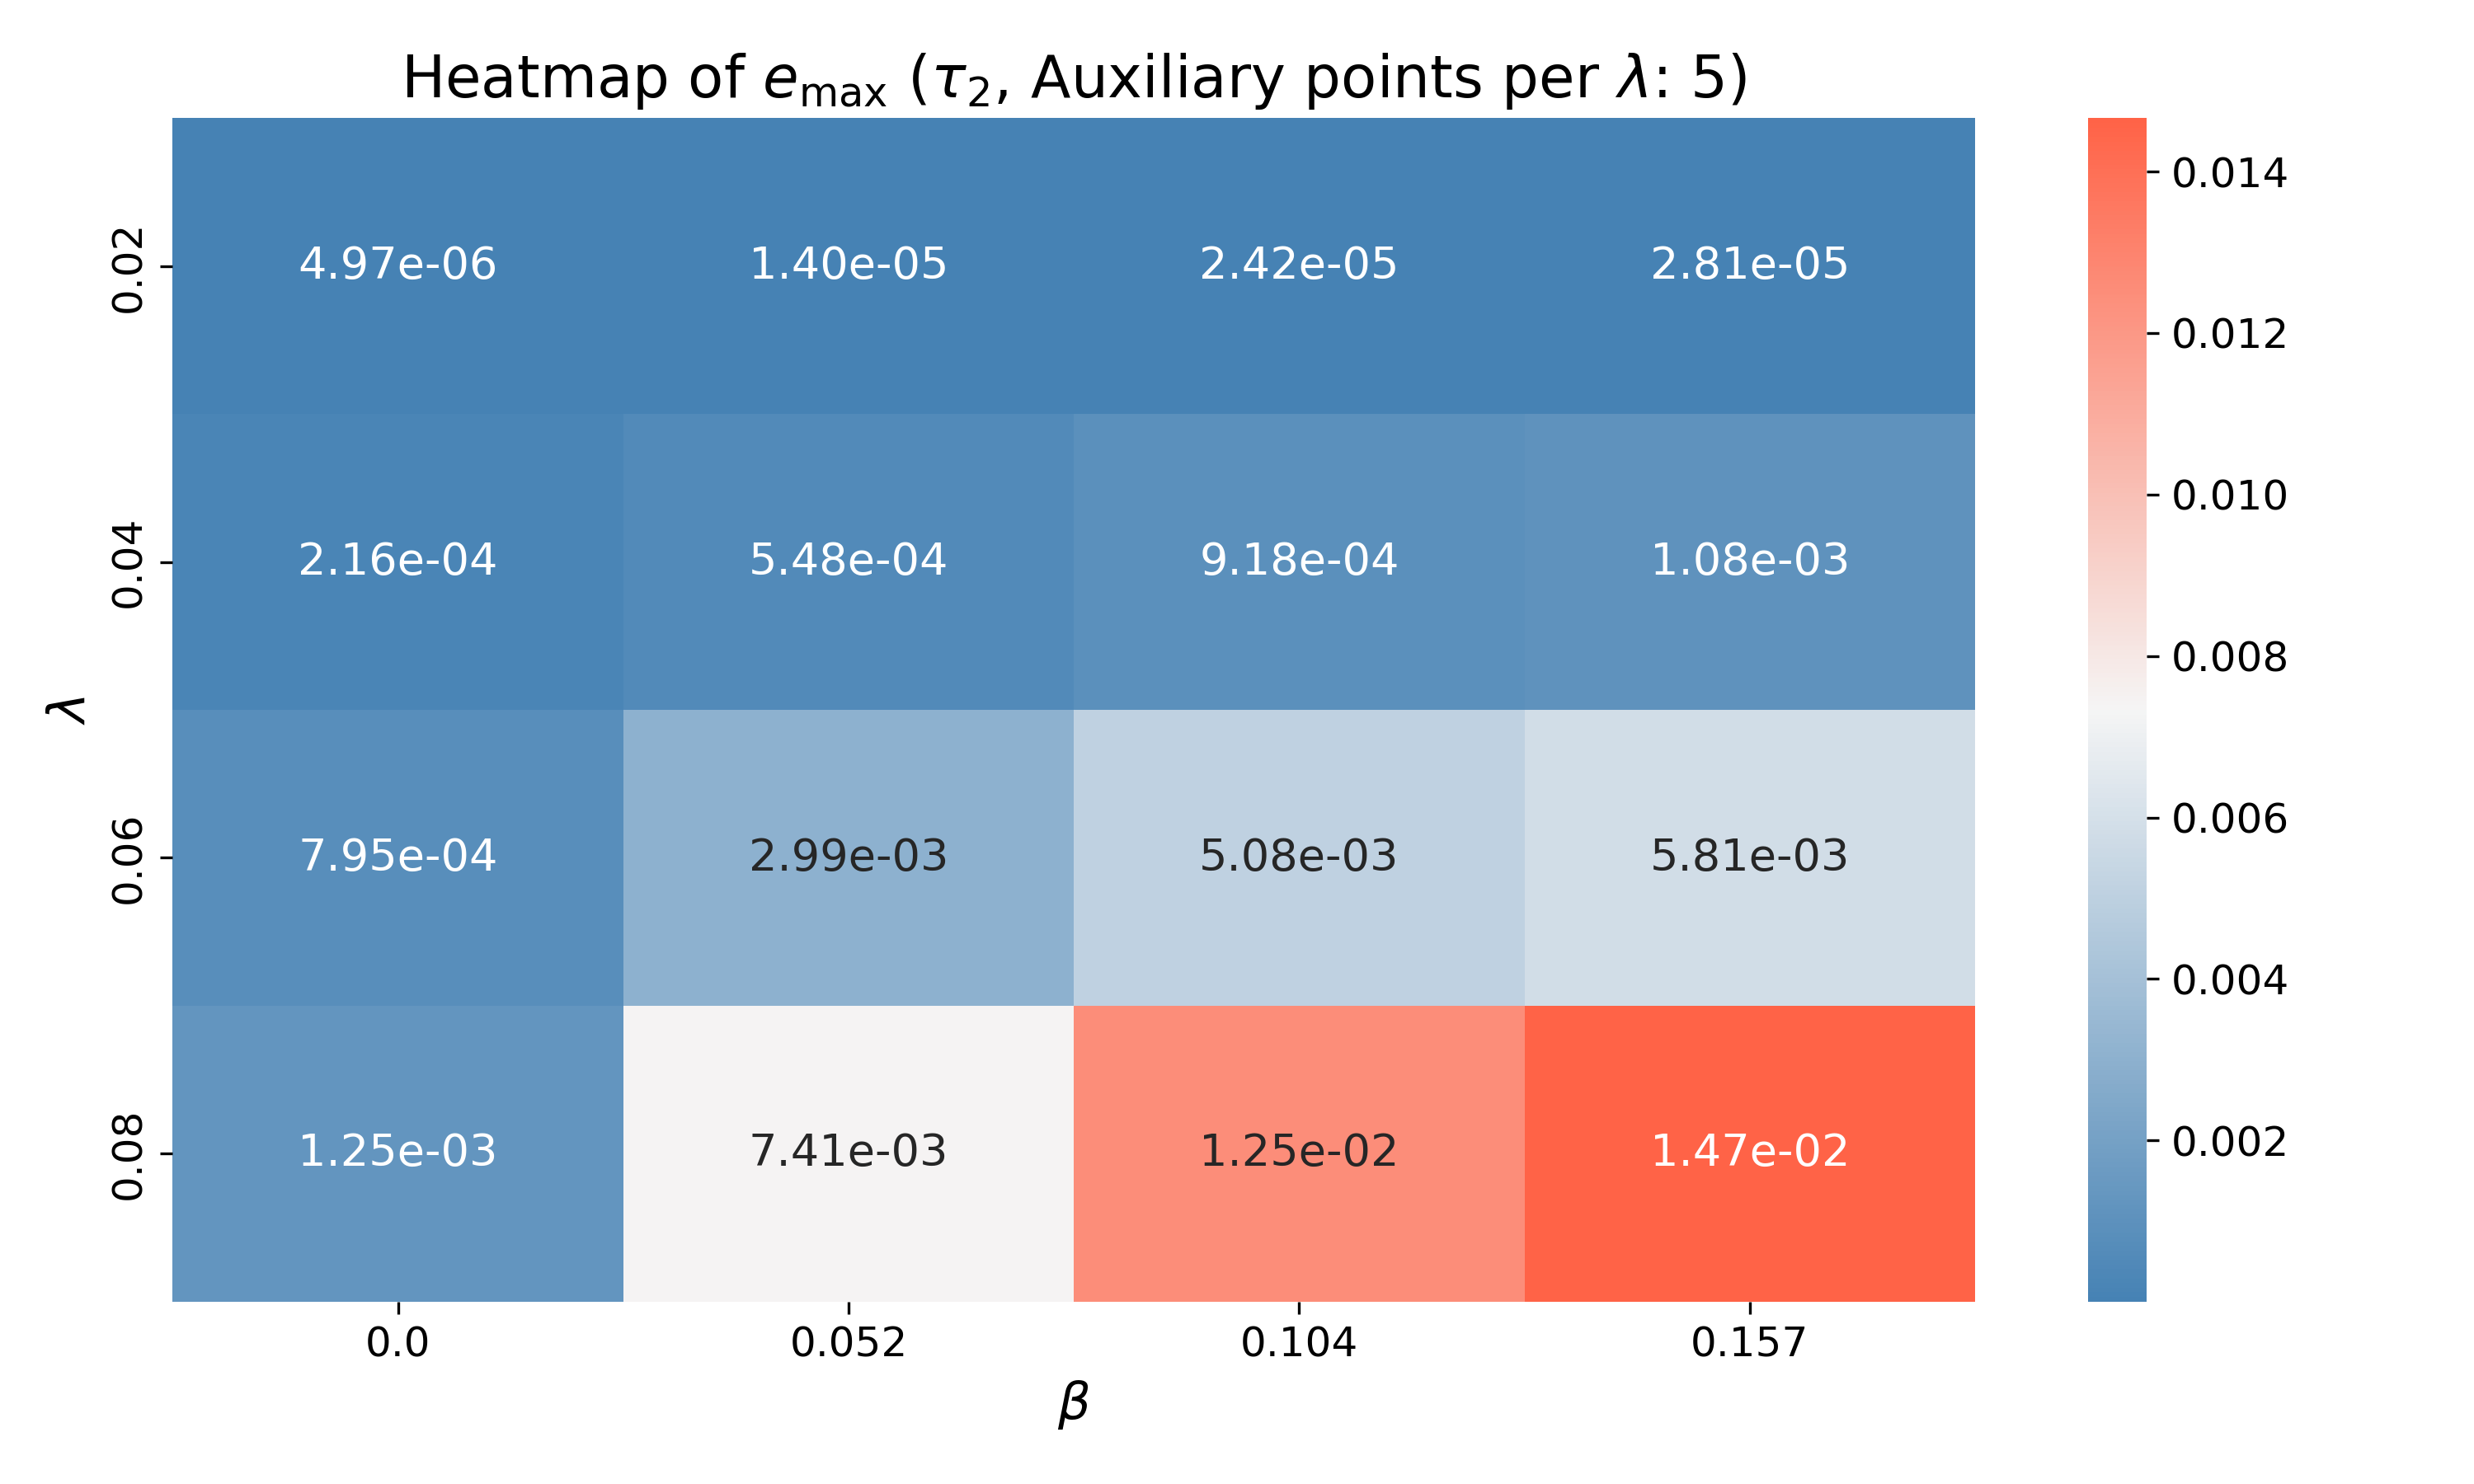 Heatmap of e_max (τ_2, Auxiliary points per λ: 5)
λ
0.02
4.97e-06 1.40e-05 2.42e-05 2.81e-05
0.04
2.16e-04 5.48e-04 9.18e-04 1.08e-03
0.06
7.95e-04 2.99e-03 5.08e-03 5.81e-03
0.08
1.25e-03 7.41e-03 1.25e-02 1.47e-02
0.0 0.052 0.104 0.157
β
0.014
0.012
0.010
0.008
0.006
0.004
0.002